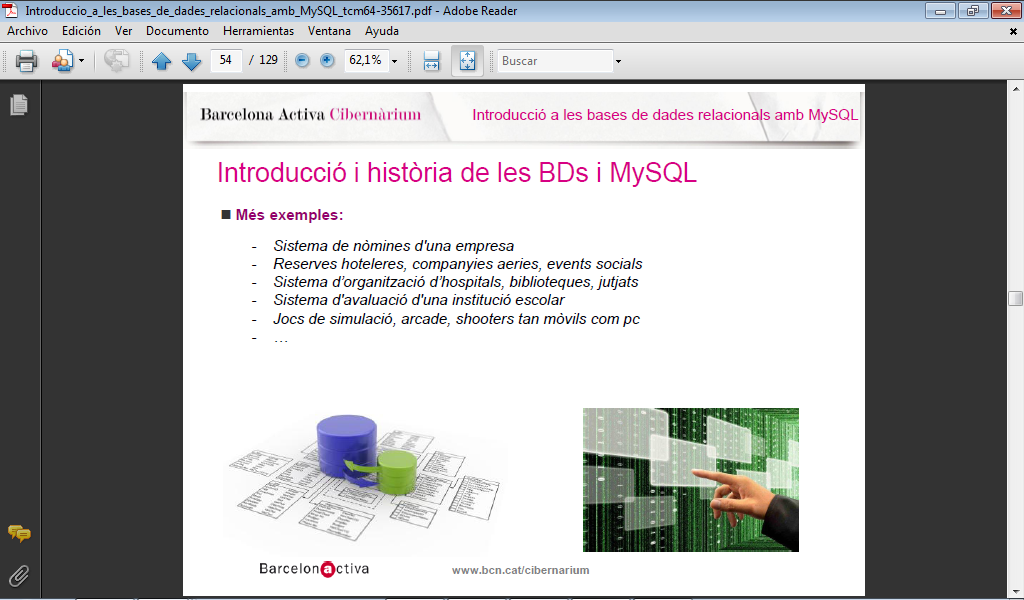 Introduccio_a_les_bases_de_dades_relacionals_amb_MySQL_tcm64-35617.pdf - Adobe Reader
Archivo Edición Ver Documento Herramientas Ventana Ayuda
54 / 129 62,1% Buscar
Barcelona Activa Cibernàrium
Introducció a les bases de dades relacionals amb MySQL
Introducció i història de les BDs i MySQL
Més exemples:
- Sistema de nòmines d'una empresa
- Reserves hoteleres, companyies aeries, events socials
- Sistema d’organització d’hospitals, biblioteques, jutjats
- Sistema d'avaluació d'una institució escolar
- Jocs de simulació, arcade, shooters tan mòvils com pc
- ...
Barcelonactiva
www.bcn.cat/cibernarium